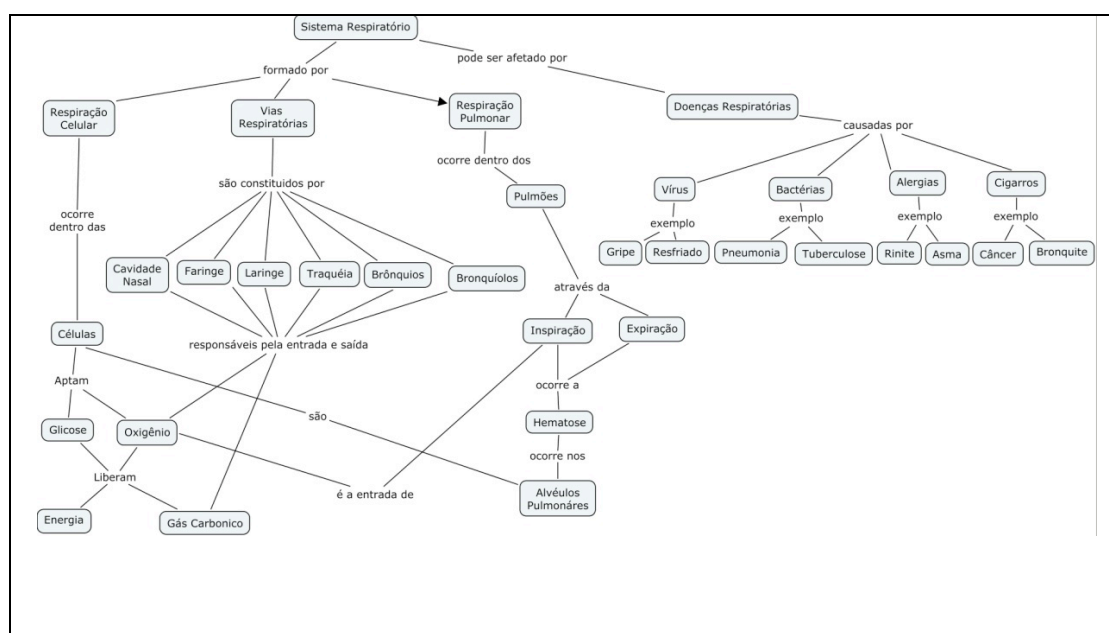 Sistema Respiratório
pode ser afetado por
formado por
Respiração
Celular
Vias
Respiratórias
Respiração
Pulmonar
Doenças Respiratórias
causadas por
ocorre dentro dos
são constituidos por
Pulmões
Vírus
Bactérias
Alergias
Cigarros
ocorre
dentro das
exemplo
exemplo
exemplo
exemplo
Gripe
Resfriado
Pneumonia
Tuberculose
Rinite
Asma
Câncer
Bronquite
Cavidade
Nasal
Faringe
Laringe
Traquéia
Brônquios
Bronquíolos
através da
Células
responsáveis pela entrada e saída
Inspiração
Expiração
Aptam
ocorre a
são
Glicose
Oxigênio
Hematose
ocorre nos
Liberam
é a entrada de
Alvéulos
Pulmonáres
Energia
Gás Carbonico